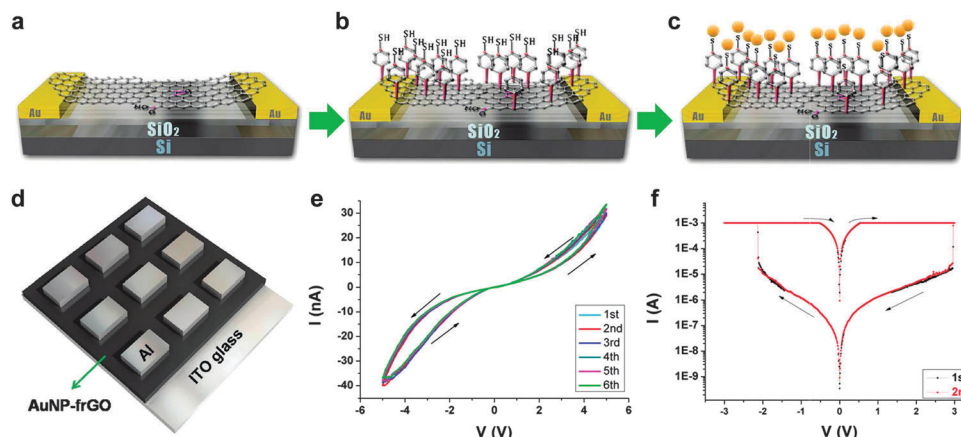 a
b
c
SH SH SH SH SH SH SH SH SH SH SH
S S S S S S S S S
Au Au
SiO2
Si
Au Au
SiO2
Si
Au Au
SiO2
Si
d
Al
ITO glass
AuNP-frGO
e
I (nA)
30
20
10
0
-10
-20
-30
-40
-6 -4 -2 0 2 4 6
V (V)
1st
2nd
3rd
4th
5th
6th
f
I (A)
1E-3
1E-4
1E-5
1E-6
1E-7
1E-8
1E-9
-3 -2 -1 0 1 2 3
V (V)
1s
2n